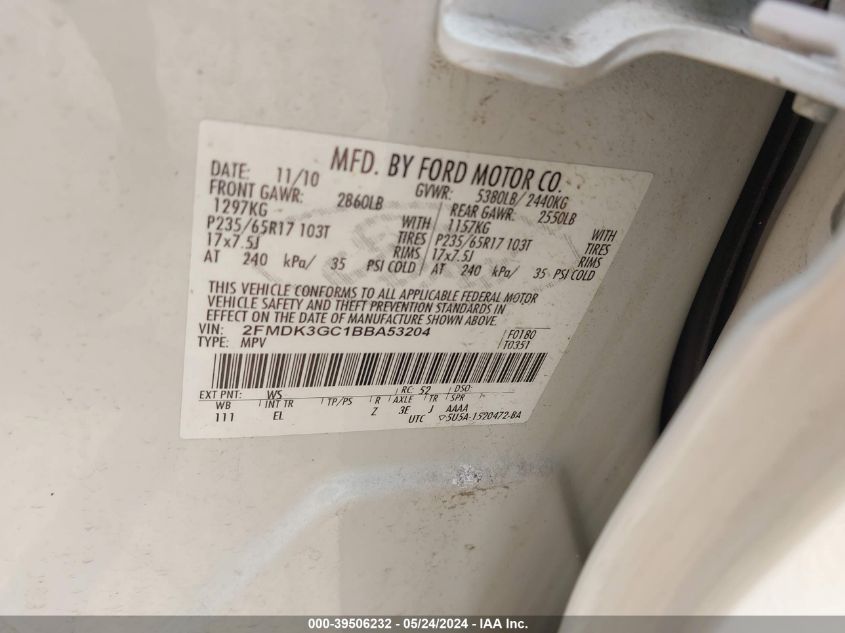 MFD. BY FORD MOTOR CO.
DATE: 11/10 GVWR: 5380LB/ 2440KG
FRONT GAWR: 2860LB REAR GAWR: 2550LB
1297KG WITH 1157KG WITH
P235/65R17 103T TIRES P235/65R17 103T TIRES
17x7.5J RIMS 17x7.5J RIMS
AT 240 kPa/ 35 PSI COLD AT 240 kPa/ 35 PSI COLD
THIS VEHICLE CONFORMS TO ALL APPLICABLE FEDERAL MOTOR
VEHICLE SAFETY AND THEFT PREVENTION STANDARDS IN
EFFECT ON THE DATE OF MANUFACTURE SHOWN ABOVE.
VIN: 2FMDK3GC1BBA53204 F0180
TYPE: MPV T0351
EXT PNT: WS RC: 52 DSO:
WB INT TR TP/PS R AXLE TR SPR
111 EL Z 3E J AAAA
UTC ▽5U5A-1520472-BA
000-39506232 - 05/24/2024 - IAA Inc.